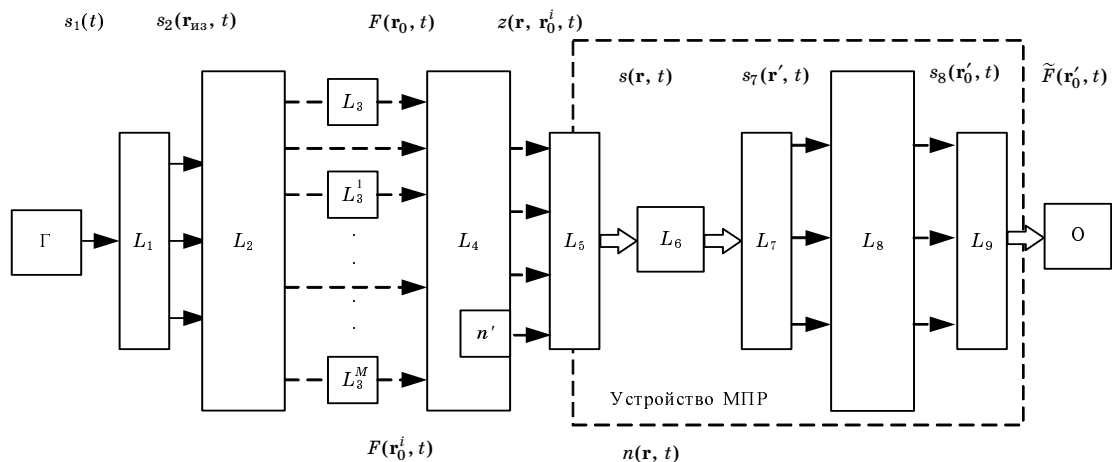 s₁(t) s₂(r_из, t) F(r₀, t) z(r, r₀ⁱ, t)
s(r, t) s₇(r′, t) s₈(r₀′, t) F̃(r₀′, t)
L₃
L₃¹
Г L₁ L₂ L₄ L₅ L₆ L₇ L₈ L₉ О
n′
L₃ᴹ
Устройство МПР
F(r₀ⁱ, t) n(r, t)